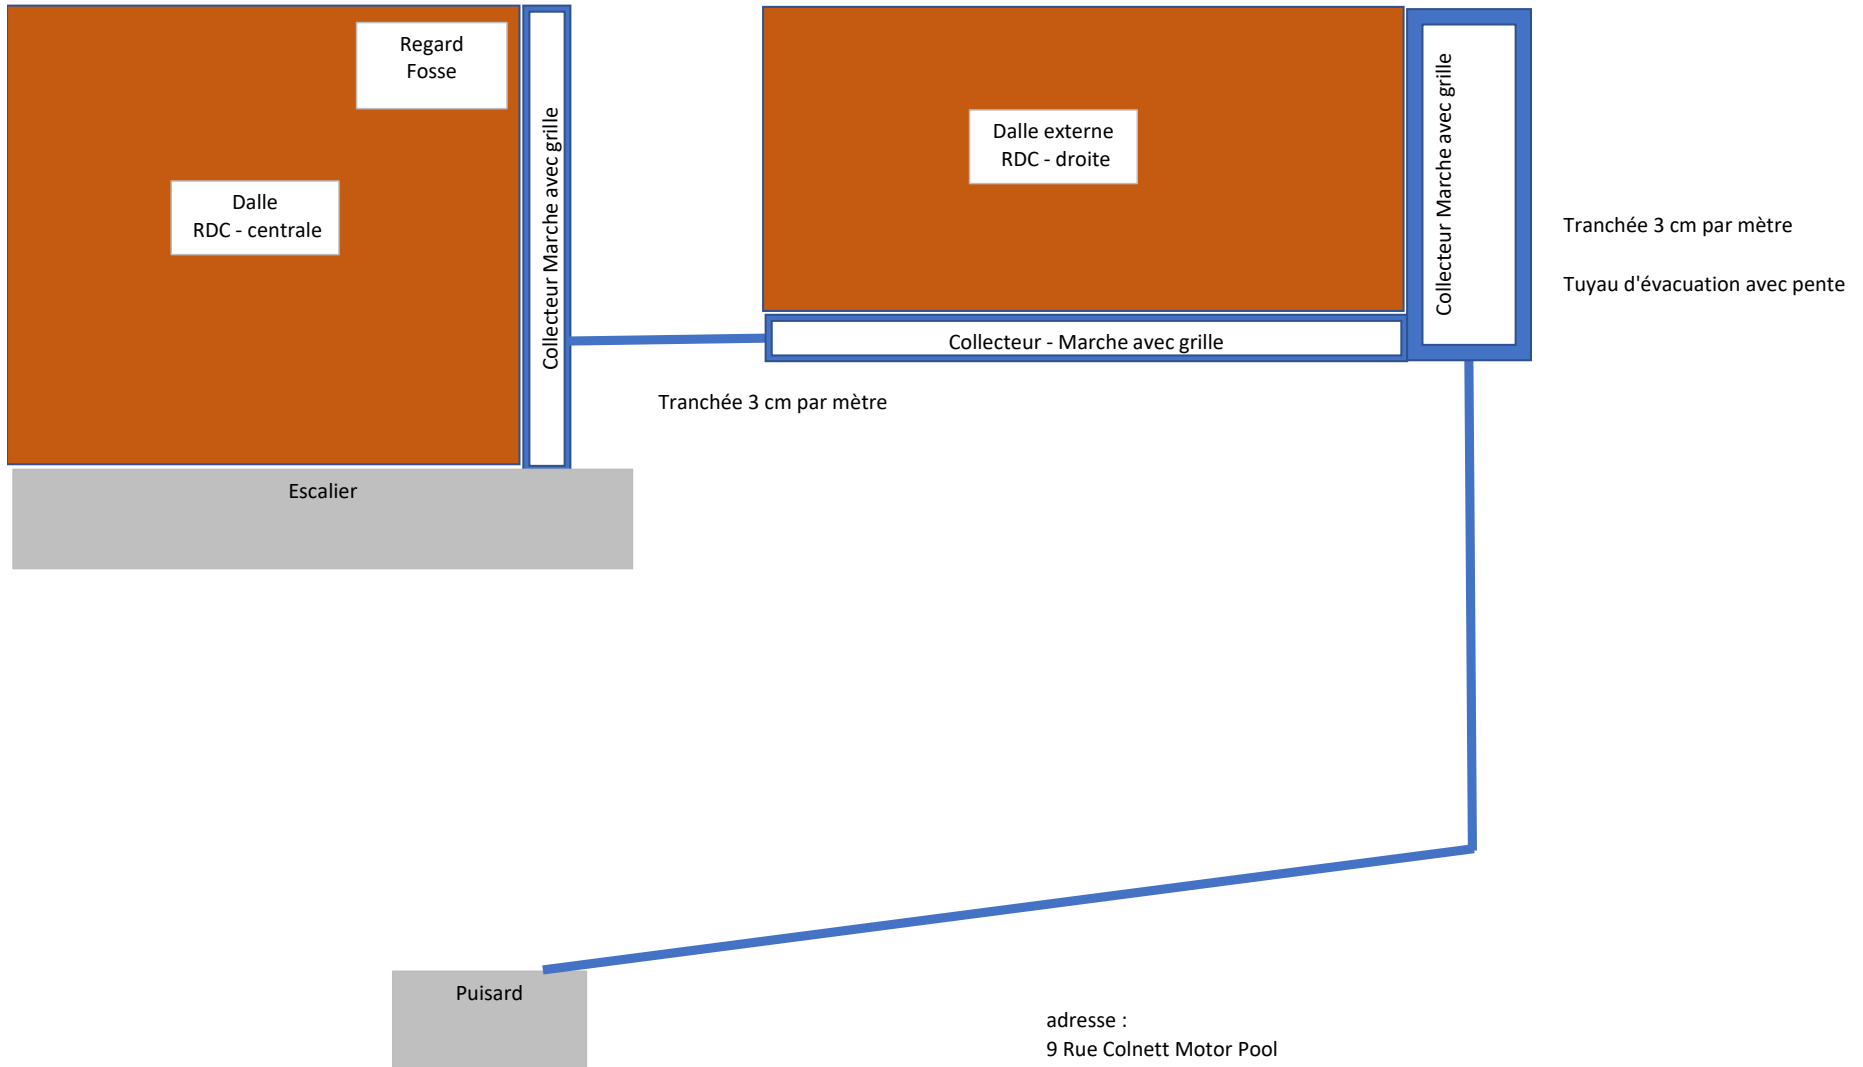 Regard
Fosse
Dalle
RDC - centrale
Collecteur Marche avec grille
Dalle externe
RDC - droite
Collecteur Marche avec grille
Tranchée 3 cm par mètre
Tuyau d'évacuation avec pente
Collecteur - Marche avec grille
Tranchée 3 cm par mètre
Escalier
Puisard
adresse :
9 Rue Colnett Motor Pool